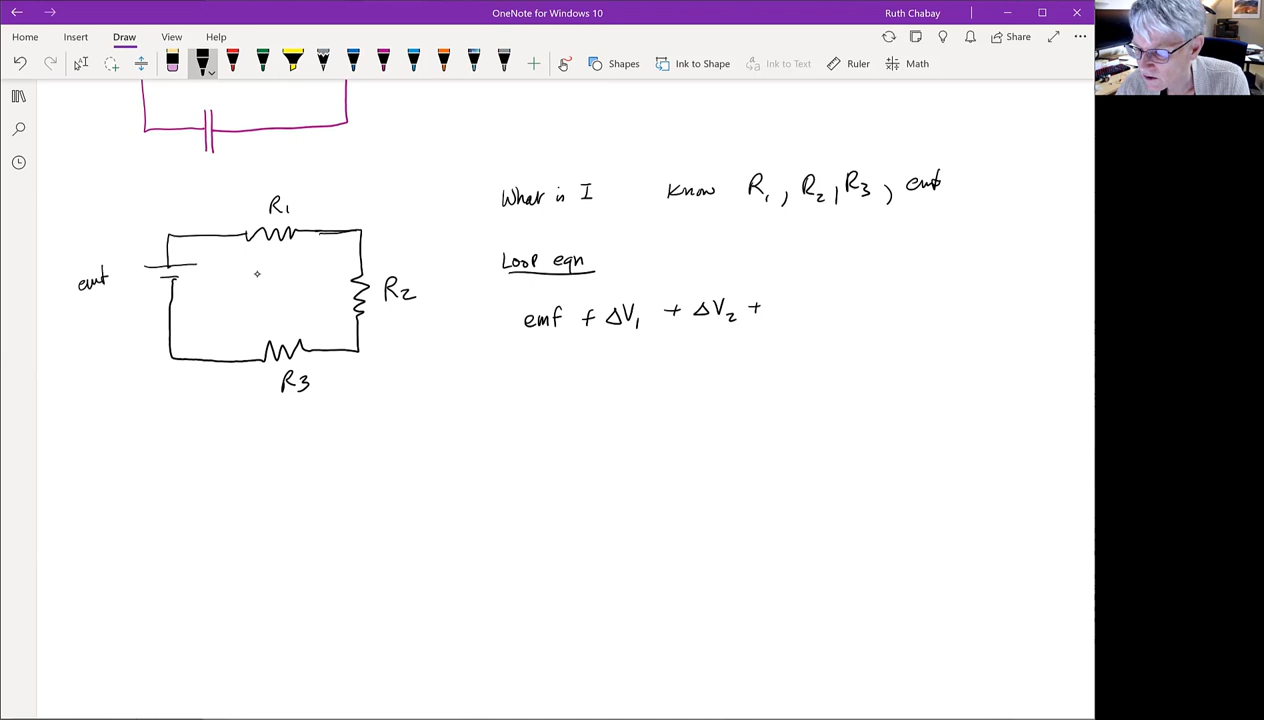 OneNote for Windows 10
Ruth Chabay
Home Insert Draw View Help
Share
Shapes Ink to Shape Ink to Text Ruler Math
What is I Know R1, R2, R3, emf
R1
Loop eqn
emf
R2
emf + ΔV1 + ΔV2 +
R3